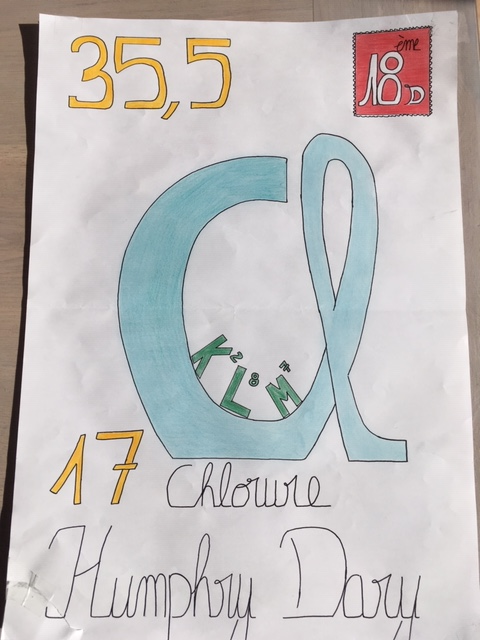 35,5
18ème D
Cl
K2 L8 M7
17
Chlorure
Humphry Davy